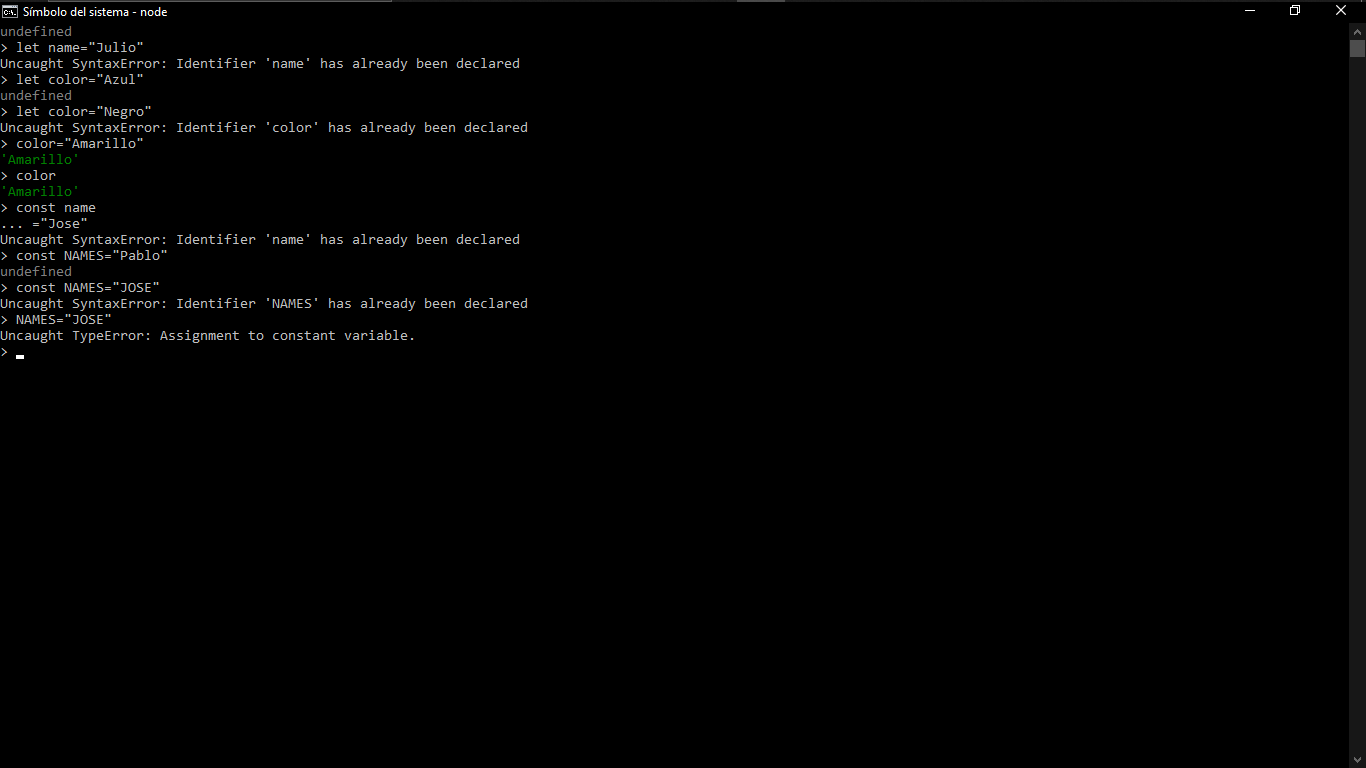 Símbolo del sistema - node
undefined
> let name="Julio"
Uncaught SyntaxError: Identifier 'name' has already been declared
> let color="Azul"
undefined
> let color="Negro"
Uncaught SyntaxError: Identifier 'color' has already been declared
> color="Amarillo"
'Amarillo'
> color
'Amarillo'
> const name
... ="Jose"
Uncaught SyntaxError: Identifier 'name' has already been declared
> const NAMES="Pablo"
undefined
> const NAMES="JOSE"
Uncaught SyntaxError: Identifier 'NAMES' has already been declared
> NAMES="JOSE"
Uncaught TypeError: Assignment to constant variable.
>